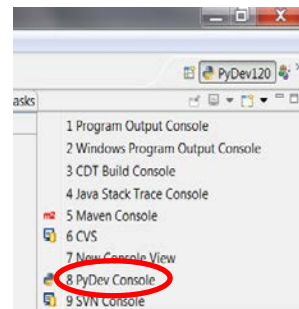 PyDev120
asks
1 Program Output Console
2 Windows Program Output Console
3 CDT Build Console
4 Java Stack Trace Console
m2 5 Maven Console
6 CVS
7 New Console View
8 PyDev Console
9 SVN Console